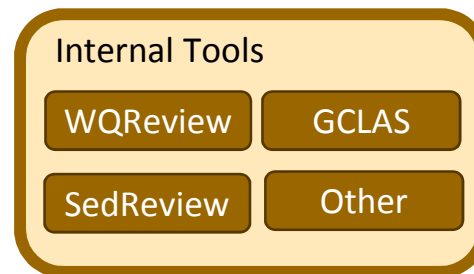 Internal Tools
WQReview
GCLAS
SedReview
Other